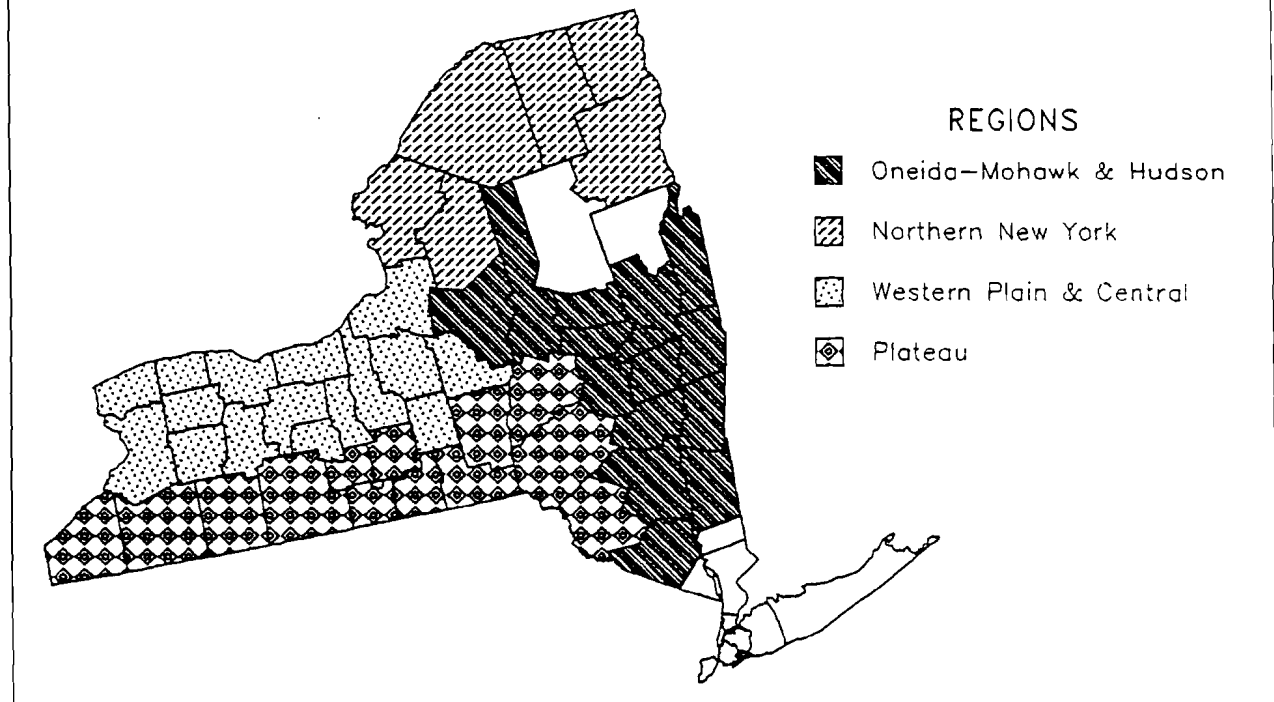 REGIONS
Oneida-Mohawk & Hudson
Northern New York
Western Plain & Central
Plateau